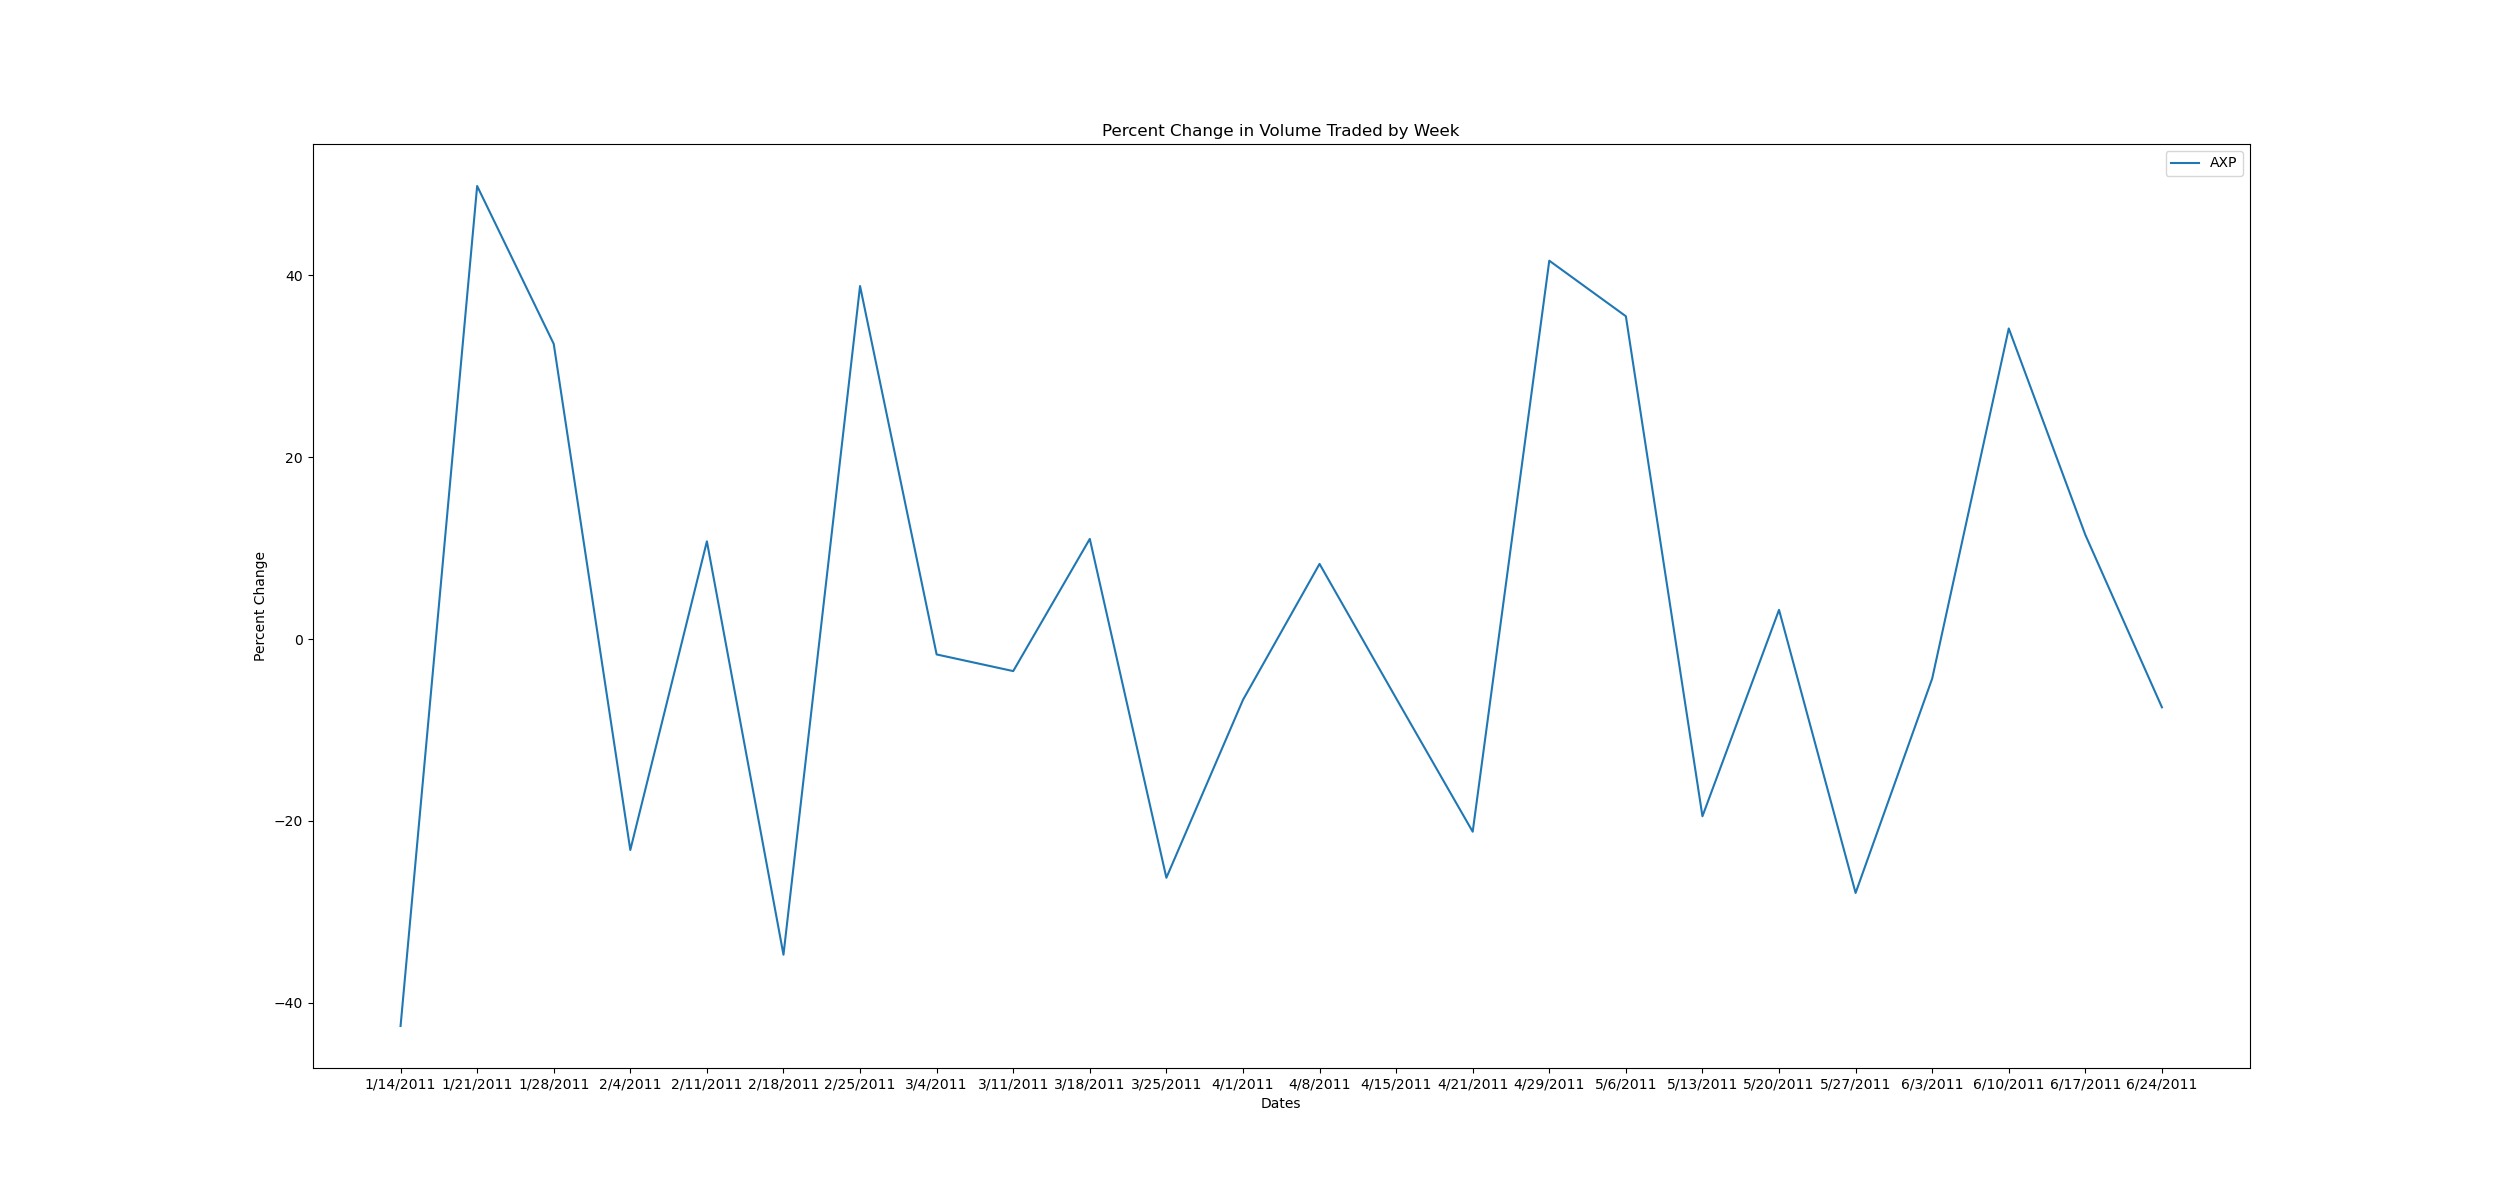 Percent Change in Volume Traded by Week
AXP
Percent Change
40
20
0
−20
−40
1/14/2011 1/21/2011 1/28/2011 2/4/2011 2/11/2011 2/18/2011 2/25/2011 3/4/2011 3/11/2011 3/18/2011 3/25/2011 4/1/2011 4/8/2011 4/15/2011 4/21/2011 4/29/2011 5/6/2011 5/13/2011 5/20/2011 5/27/2011 6/3/2011 6/10/2011 6/17/2011 6/24/2011
Dates